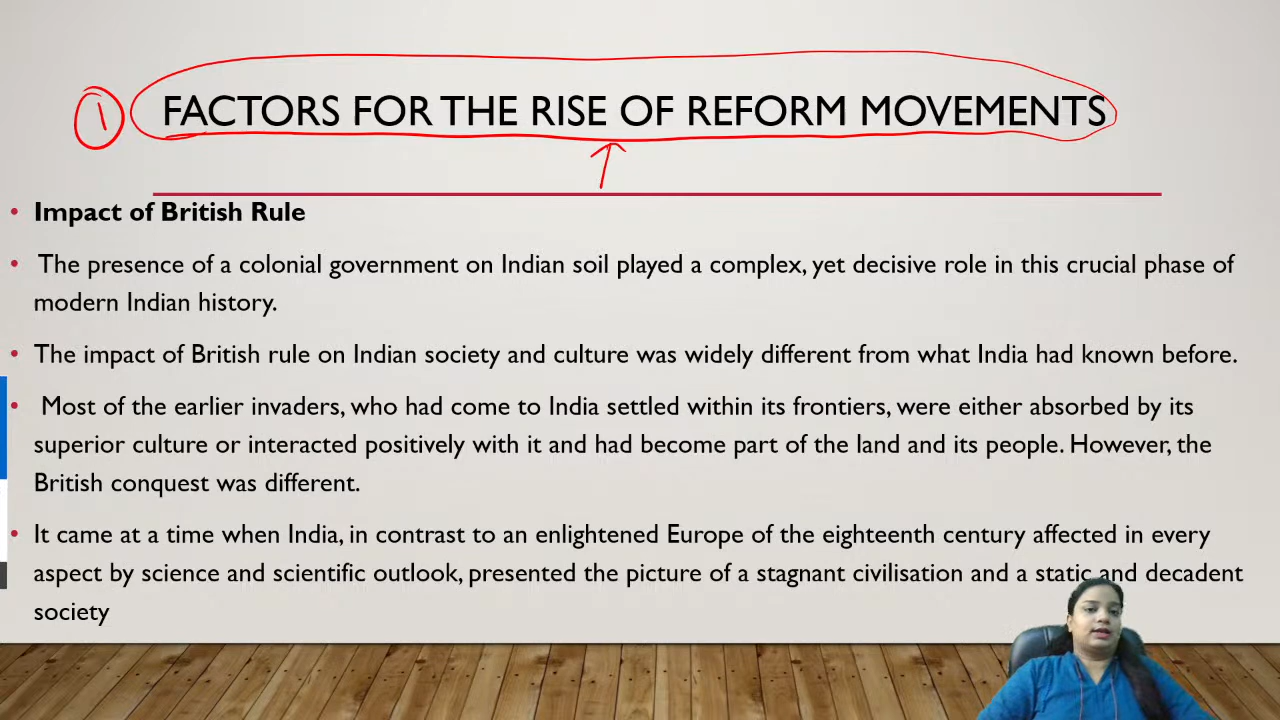 1
FACTORS FOR THE RISE OF REFORM MOVEMENTS
• Impact of British Rule
• The presence of a colonial government on Indian soil played a complex, yet decisive role in this crucial phase of
modern Indian history.
• The impact of British rule on Indian society and culture was widely different from what India had known before.
• Most of the earlier invaders, who had come to India settled within its frontiers, were either absorbed by its
superior culture or interacted positively with it and had become part of the land and its people. However, the
British conquest was different.
• It came at a time when India, in contrast to an enlightened Europe of the eighteenth century affected in every
aspect by science and scientific outlook, presented the picture of a stagnant civilisation and a static and decadent
society